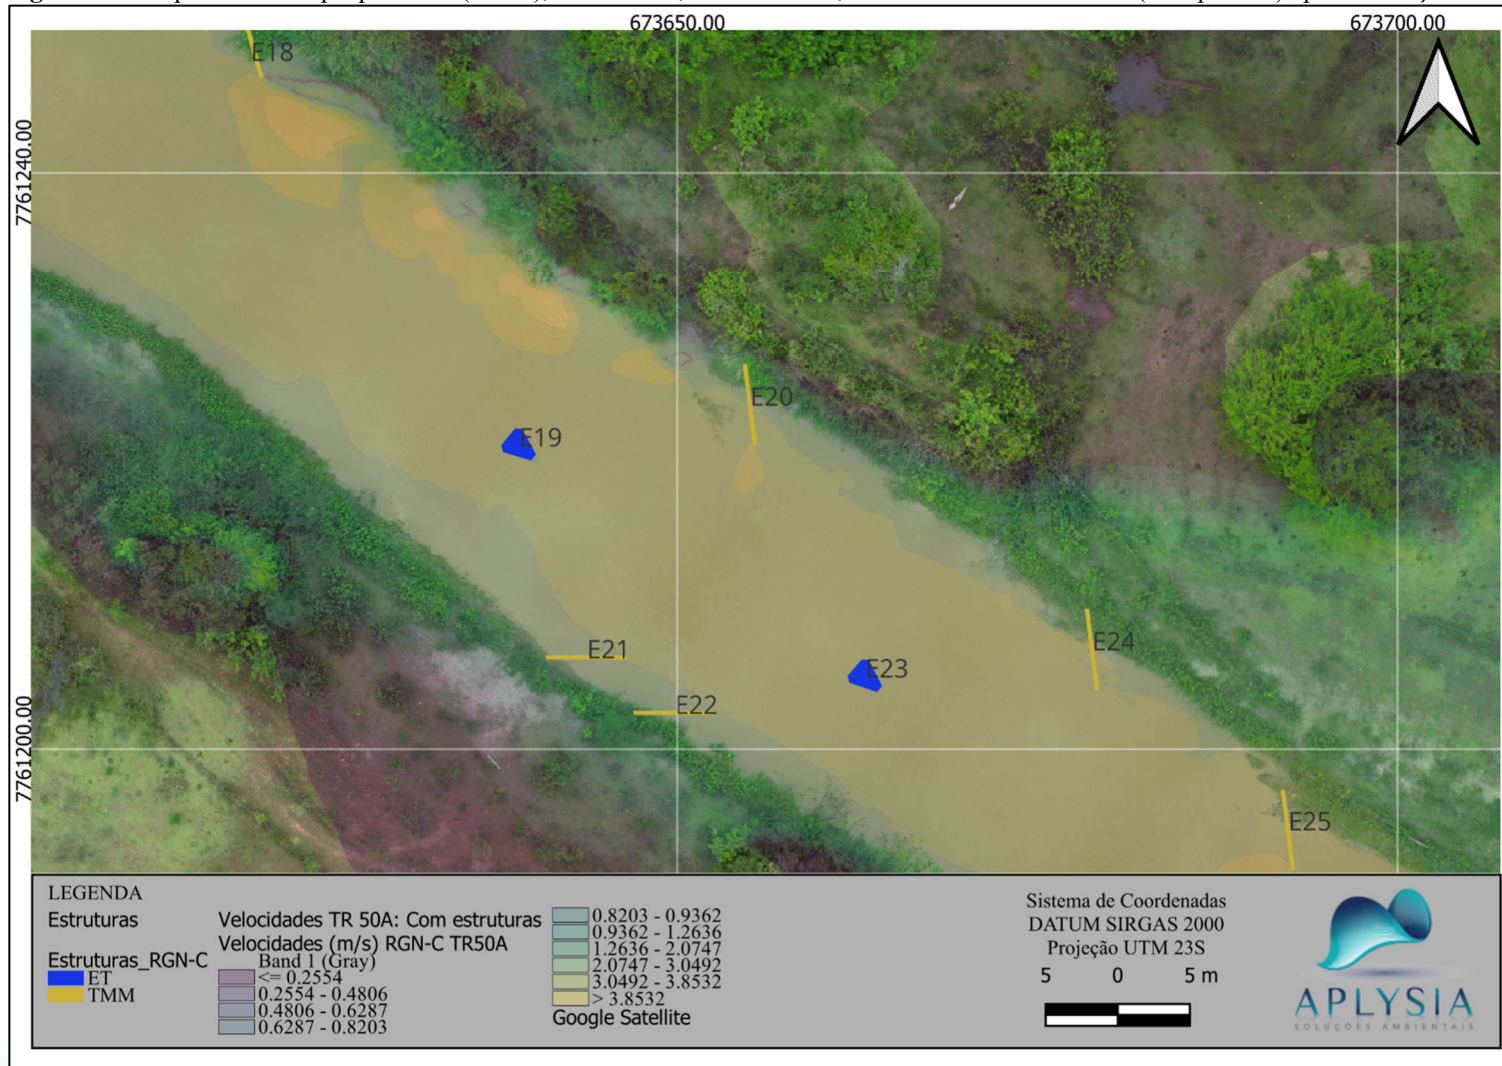 673650.00
673700.00
7761240.00
7761200.00
E18
E20
E19
E21
E24
E23
E22
E25
LEGENDA
Estruturas
Estruturas_RGN-C
ET
TMM
Velocidades TR 50A: Com estruturas
Velocidades (m/s) RGN-C TR50A
Band 1 (Gray)
<= 0.2554
0.2554 - 0.4806
0.4806 - 0.6287
0.6287 - 0.8203
0.8203 - 0.9362
0.9362 - 1.2636
1.2636 - 2.0747
2.0747 - 3.0492
3.0492 - 3.8532
> 3.8532
Google Satellite
Sistema de Coordenadas
DATUM SIRGAS 2000
Projeção UTM 23S
5 0 5 m
APLYSIA
SOLUÇÕES AMBIENTAIS